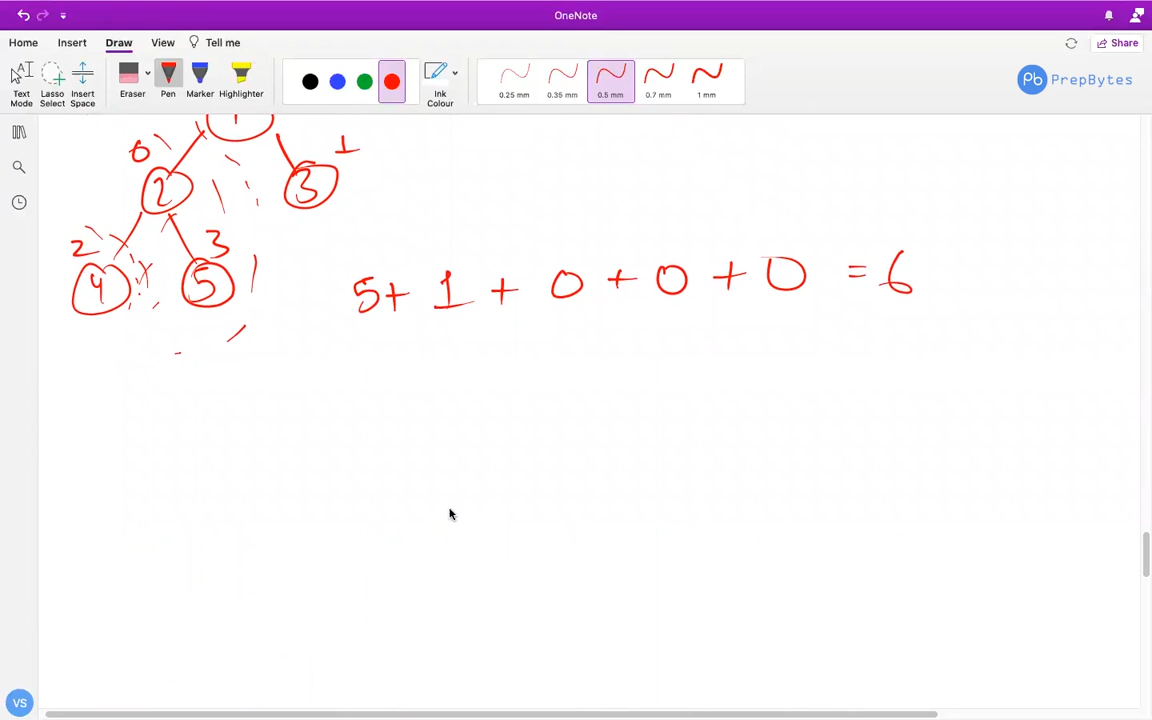 OneNote
Home Insert Draw View Tell me
Share
Text Mode
Lasso Select
Insert Space
Eraser
Pen
Marker
Highlighter
Ink Colour
0.25 mm 0.35 mm 0.5 mm 0.7 mm 1 mm
Pb PrepBytes
0 1
2 3
2 3
4 5
5+ 1 + 0 + 0 + 0 = 6
VS